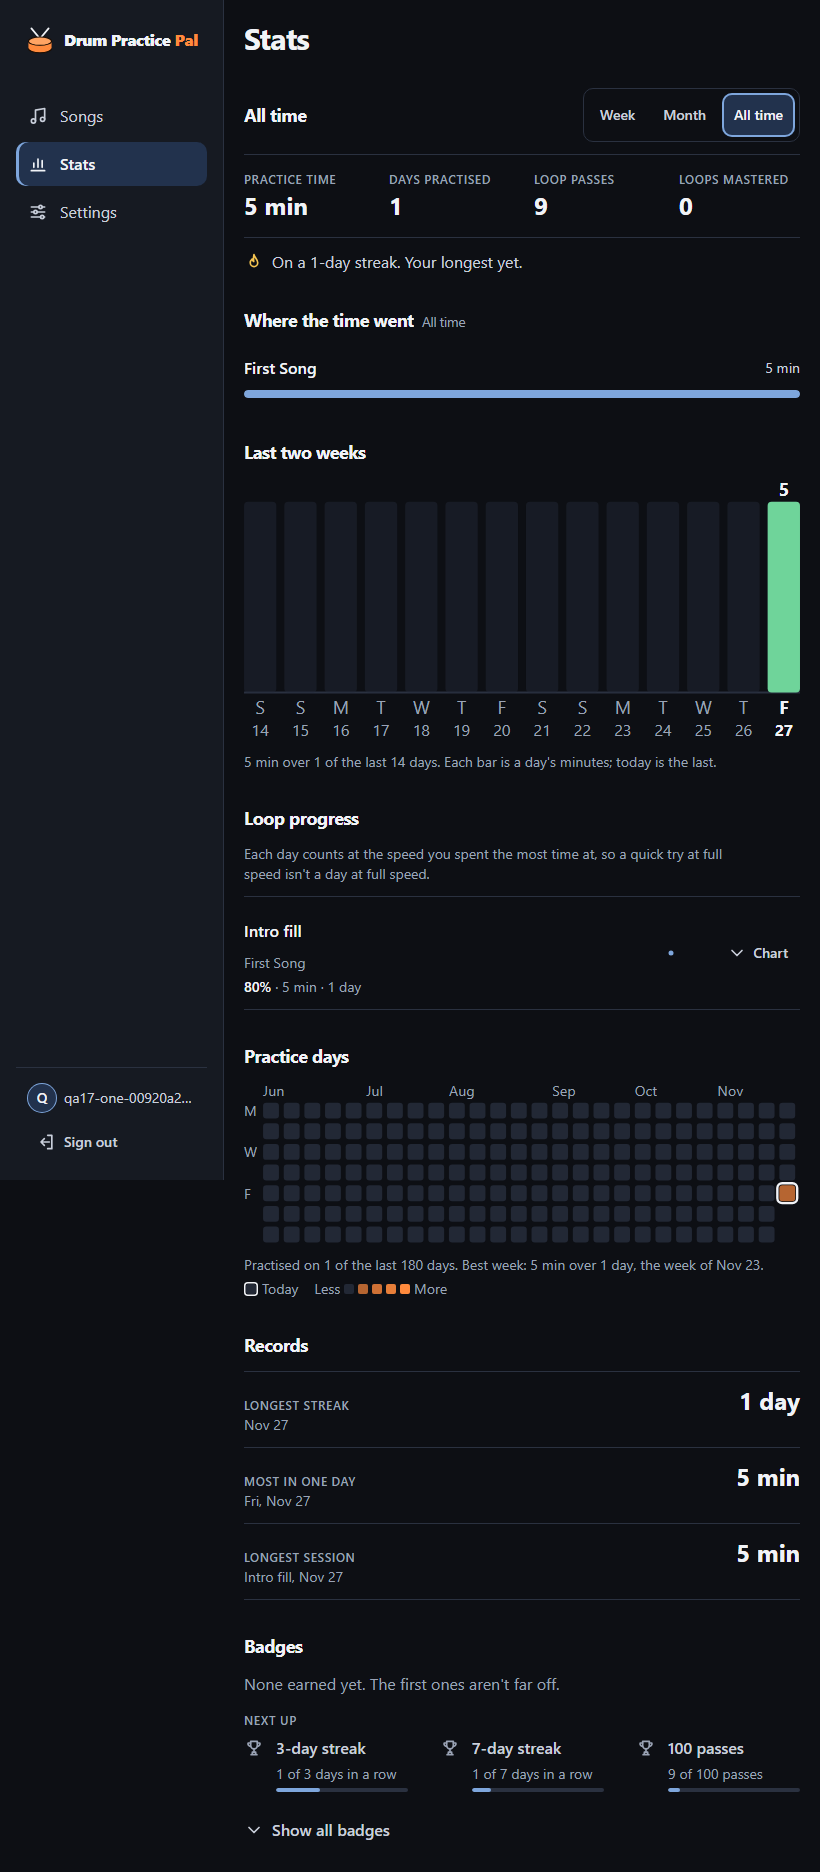 Drum Practice Pal
Songs
Stats
Settings
qa17-one-00920a2...
Sign out
Stats
All time
Week Month All time
PRACTICE TIME DAYS PRACTISED LOOP PASSES LOOPS MASTERED
5 min 1 9 0
On a 1-day streak. Your longest yet.
Where the time went All time
First Song 5 min
Last two weeks
5
S S M T W T F S S M T W T F
14 15 16 17 18 19 20 21 22 23 24 25 26 27
5 min over 1 of the last 14 days. Each bar is a day's minutes; today is the last.
Loop progress
Each day counts at the speed you spent the most time at, so a quick try at full
speed isn't a day at full speed.
Intro fill
First Song
80% · 5 min · 1 day
Chart
Practice days
Jun Jul Aug Sep Oct Nov
M
W
F
Practised on 1 of the last 180 days. Best week: 5 min over 1 day, the week of Nov 23.
Today Less More
Records
LONGEST STREAK 1 day
Nov 27
MOST IN ONE DAY 5 min
Fri, Nov 27
LONGEST SESSION 5 min
Intro fill, Nov 27
Badges
None earned yet. The first ones aren't far off.
NEXT UP
3-day streak 7-day streak 100 passes
1 of 3 days in a row 1 of 7 days in a row 9 of 100 passes
Show all badges